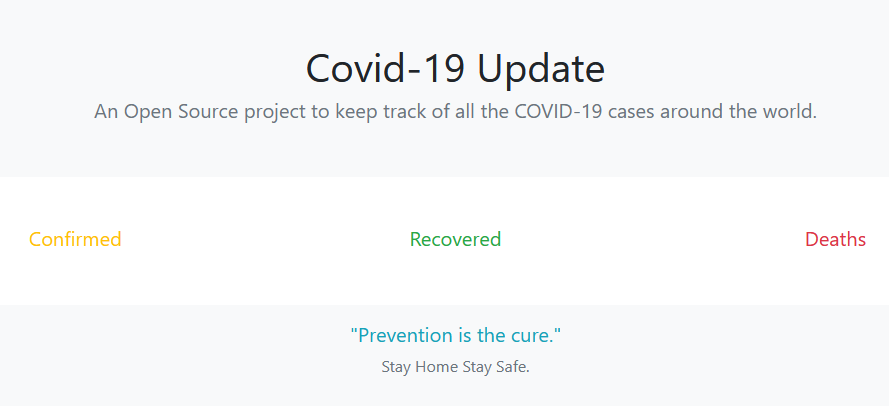 Covid-19 Update
An Open Source project to keep track of all the COVID-19 cases around the world.
Confirmed
Recovered
Deaths
"Prevention is the cure."
Stay Home Stay Safe.